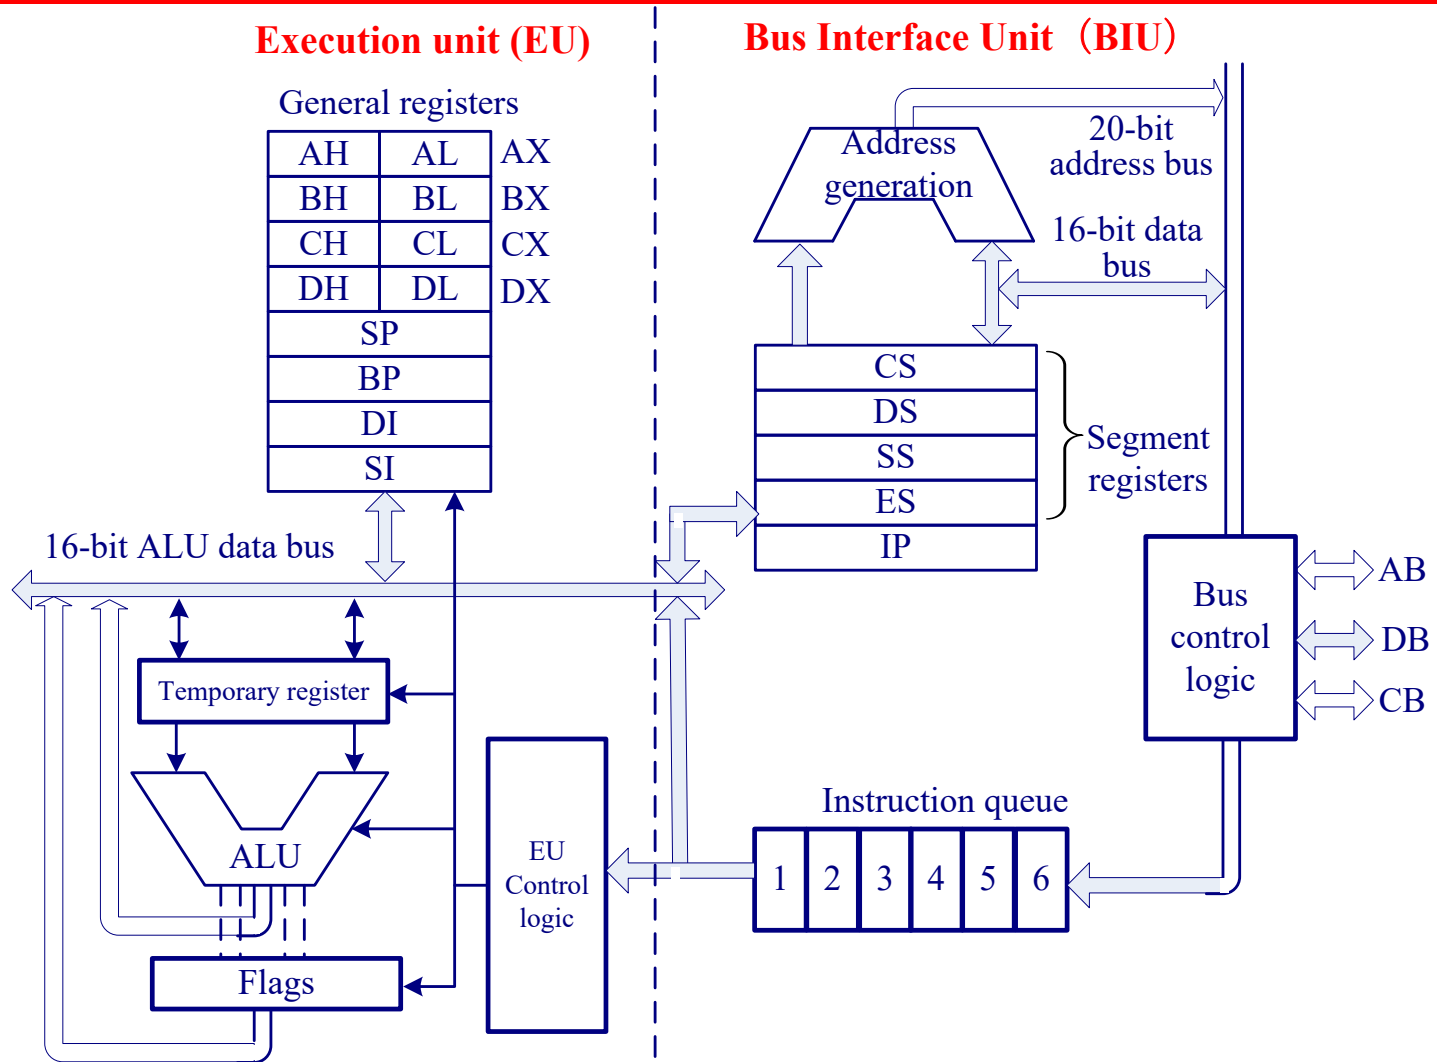 Execution unit (EU)
Bus Interface Unit（BIU）
General registers
AH AL AX
BH BL BX
CH CL CX
DH DL DX
SP
BP
DI
SI
16-bit ALU data bus
Temporary register
ALU
Flags
EU
Control
logic
Address
generation
20-bit
address bus
16-bit data
bus
CS
DS
SS
ES
IP
Segment
registers
Bus
control
logic
AB
DB
CB
Instruction queue
1 2 3 4 5 6